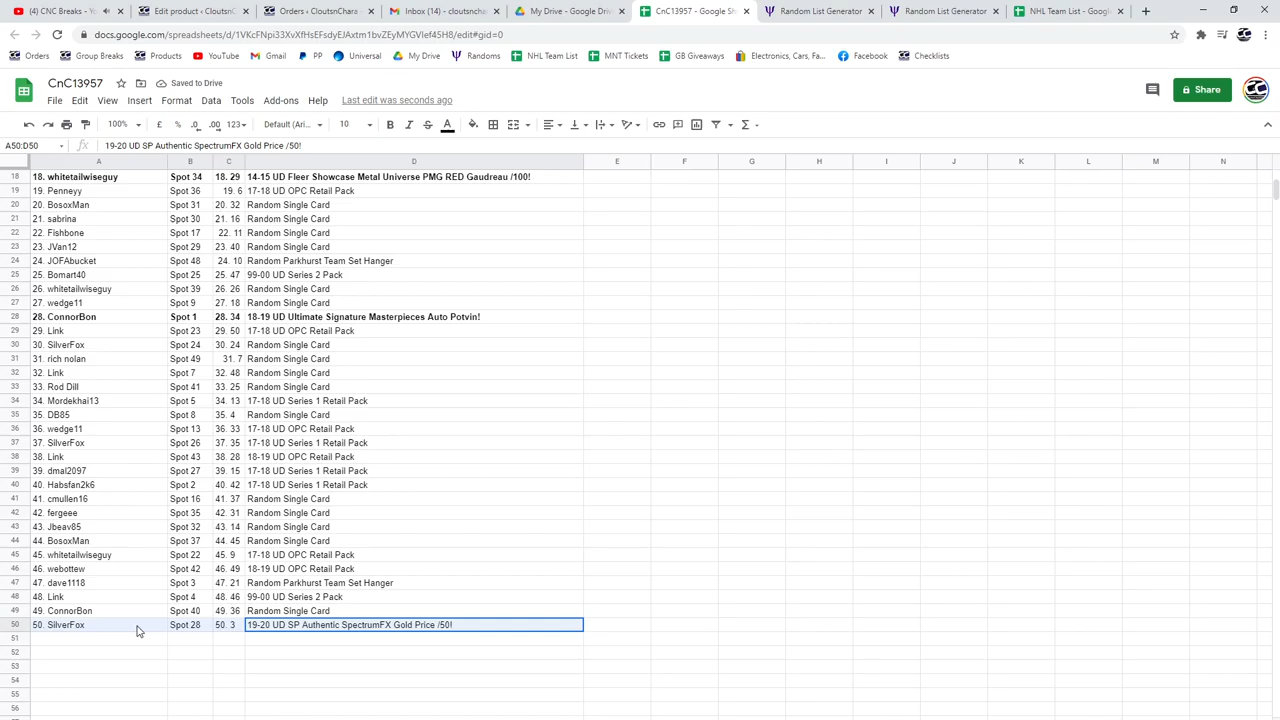 CNC Breaks - You
Edit product < CloutsnC
Orders < CloutsnChara
Inbox (14) - cloutsnchar
My Drive - Google Driv
CnC13957 - Google She
Random List Generator
Random List Generator
NHL Team List - Google
docs.google.com/spreadsheets/d/1VKcFNpi33XvXfHsEFsdyEJAxtm1bvZEyMYGVIef45H8/edit#gid=0
Orders Group Breaks Products YouTube Gmail PP Universal My Drive Randoms NHL Team List MNT Tickets GB Giveaways Electronics, Cars, Fa... Facebook Checklists
CnC13957 Saved to Drive
File Edit View Insert Format Data Tools Add-ons Help Last edit was seconds ago
Share
100% £ % .0 .00 123 Default (Ari... 10 B I S A Σ
A50:D50 fx 19-20 UD SP Authentic SpectrumFX Gold Price /50!
A B C D E F G H I J K L M N
18 18. whitetailwiseguy Spot 34 18. 29 14-15 UD Fleer Showcase Metal Universe PMG RED Gaudreau /100!
19 19. Penneyy Spot 36 19. 6 17-18 UD OPC Retail Pack
20 20. BosoxMan Spot 31 20. 32 Random Single Card
21 21. sabrina Spot 30 21. 16 Random Single Card
22 22. Fishbone Spot 17 22. 11 Random Single Card
23 23. JVan12 Spot 29 23. 40 Random Single Card
24 24. JOFAbucket Spot 48 24. 10 Random Parkhurst Team Set Hanger
25 25. Bomart40 Spot 25 25. 47 99-00 UD Series 2 Pack
26 26. whitetailwiseguy Spot 39 26. 26 Random Single Card
27 27. wedge11 Spot 9 27. 18 Random Single Card
28 28. ConnorBon Spot 1 28. 34 18-19 UD Ultimate Signature Masterpieces Auto Potvin!
29 29. Link Spot 23 29. 50 17-18 UD OPC Retail Pack
30 30. SilverFox Spot 24 30. 24 Random Single Card
31 31. rich nolan Spot 49 31. 7 Random Single Card
32 32. Link Spot 7 32. 48 Random Single Card
33 33. Rod Dill Spot 41 33. 25 Random Single Card
34 34. Mordekhai13 Spot 5 34. 13 17-18 UD Series 1 Retail Pack
35 35. DB85 Spot 8 35. 4 Random Single Card
36 36. wedge11 Spot 13 36. 33 17-18 UD OPC Retail Pack
37 37. SilverFox Spot 26 37. 35 17-18 UD Series 1 Retail Pack
38 38. Link Spot 43 38. 28 18-19 UD OPC Retail Pack
39 39. dmal2097 Spot 27 39. 15 17-18 UD Series 1 Retail Pack
40 40. Habsfan2k6 Spot 2 40. 42 17-18 UD Series 1 Retail Pack
41 41. cmullen16 Spot 16 41. 37 Random Single Card
42 42. fergeee Spot 35 42. 31 Random Single Card
43 43. Jbeav85 Spot 32 43. 14 Random Single Card
44 44. BosoxMan Spot 37 44. 45 Random Single Card
45 45. whitetailwiseguy Spot 22 45. 9 17-18 UD OPC Retail Pack
46 46. webottew Spot 42 46. 49 18-19 UD OPC Retail Pack
47 47. dave1118 Spot 3 47. 21 Random Parkhurst Team Set Hanger
48 48. Link Spot 4 48. 46 99-00 UD Series 2 Pack
49 49. ConnorBon Spot 40 49. 36 Random Single Card
50 50. SilverFox Spot 28 50. 3 19-20 UD SP Authentic SpectrumFX Gold Price /50!
51
52
53
54
55
56